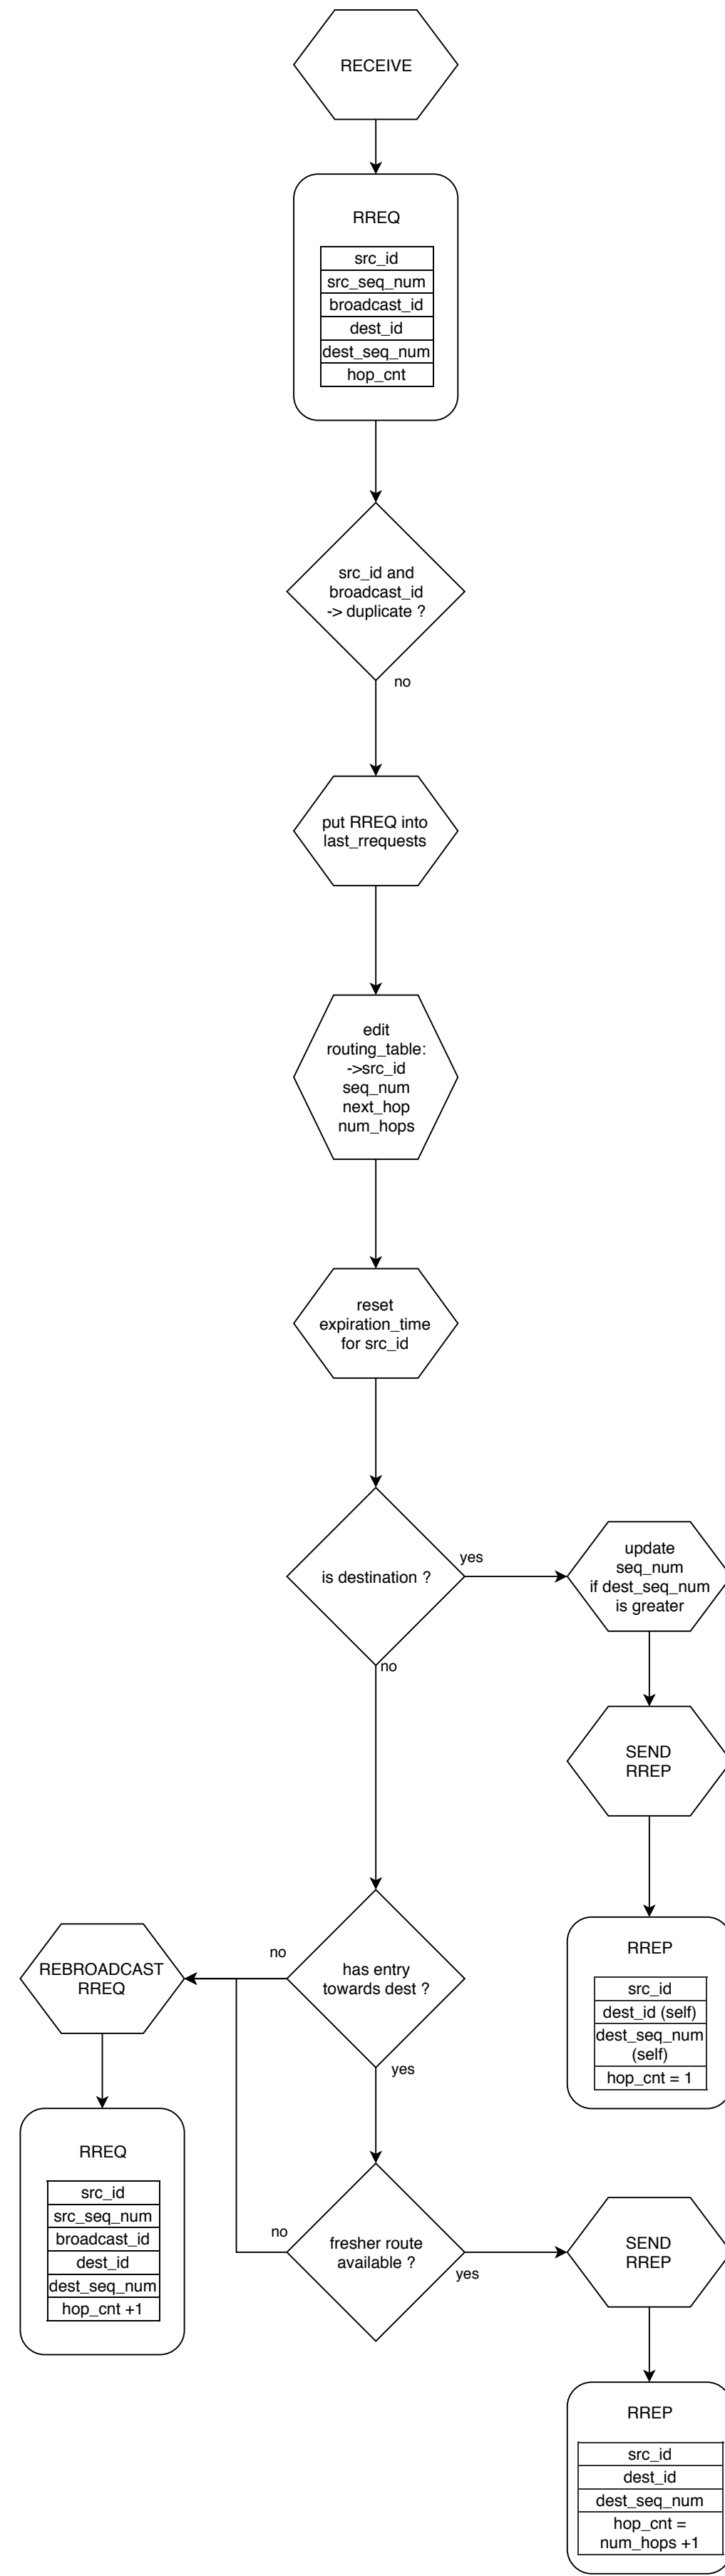 RECEIVE
RREQ
src_id
src_seq_num
broadcast_id
dest_id
dest_seq_num
hop_cnt
src_id and
broadcast_id
-> duplicate ?
no
put RREQ into
last_rrequests
edit
routing_table:
->src_id
seq_num
next_hop
num_hops
reset
expiration_time
for src_id
is destination ?
yes
update
seq_num
if dest_seq_num
is greater
no
SEND
RREP
RREP
src_id
dest_id (self)
dest_seq_num
(self)
hop_cnt = 1
has entry
towards dest ?
no
REBROADCAST
RREQ
RREQ
src_id
src_seq_num
broadcast_id
dest_id
dest_seq_num
hop_cnt +1
yes
fresher route
available ?
no
yes
SEND
RREP
RREP
src_id
dest_id
dest_seq_num
hop_cnt =
num_hops +1